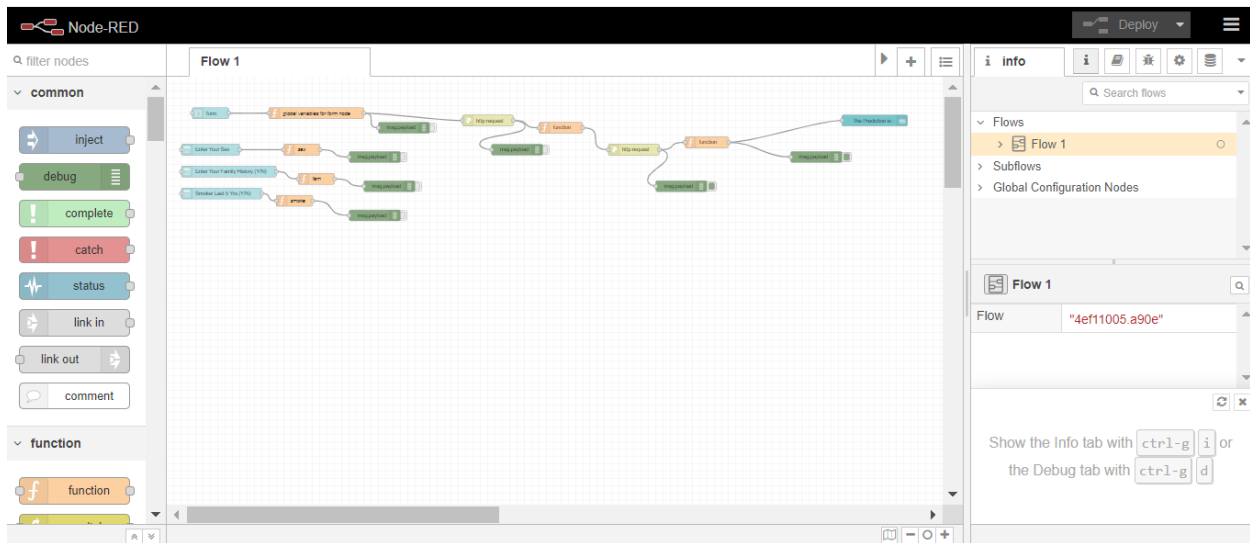 Node-RED
Deploy
filter nodes
Flow 1
i info
Search flows
common
inject
debug
complete
catch
status
link in
link out
comment
function
function
form
global variables for form node
msg.payload
http request
msg.payload
function
http request
msg.payload
function
msg.payload
The Prediction is :
Enter Your Sex
sex
msg.payload
Enter Your Family History (Y/N)
fam
msg.payload
Smoker Last 5 Yrs (Y/N)
smoke
msg.payload
Flows
Flow 1
Subflows
Global Configuration Nodes
Flow 1
Flow "4ef11005.a90e"
Show the Info tab with ctrl-g i or
the Debug tab with ctrl-g d